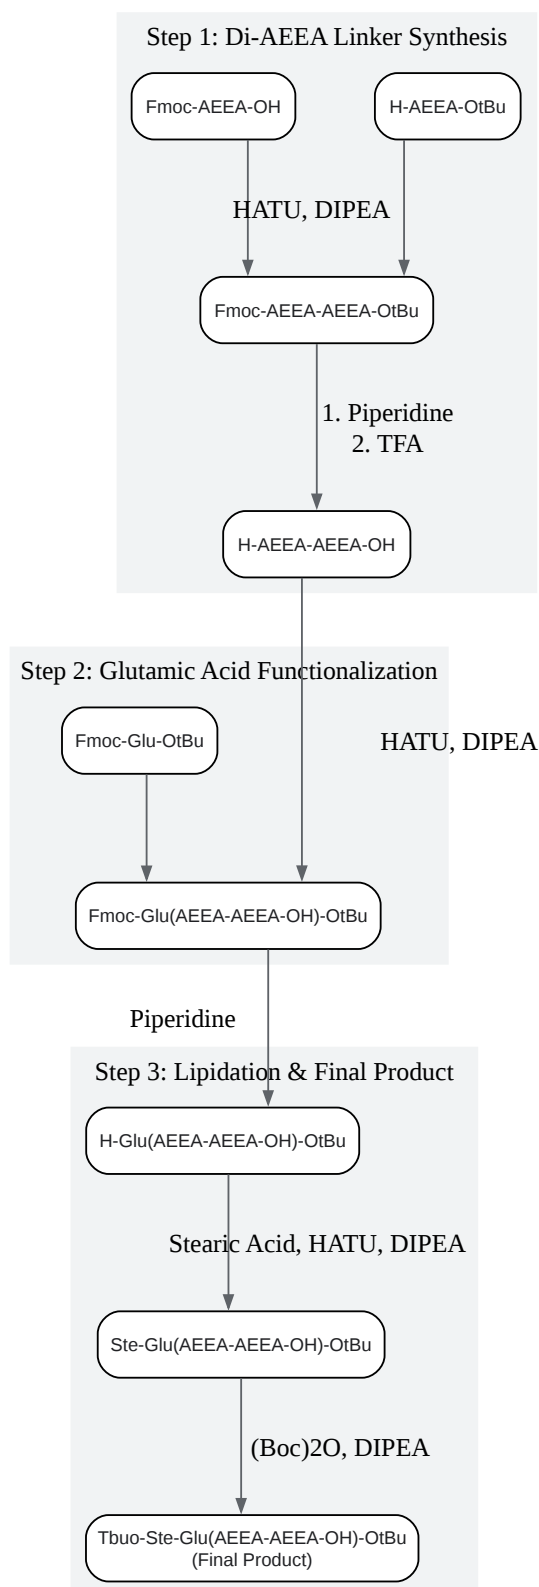 Step 1: Di-AEEA Linker Synthesis
Fmoc-AEEA-OH
H-AEEA-OtBu
HATU, DIPEA
Fmoc-AEEA-AEEA-OtBu
1. Piperidine
2. TFA
H-AEEA-AEEA-OH
Step 2: Glutamic Acid Functionalization
Fmoc-Glu-OtBu
HATU, DIPEA
Fmoc-Glu(AEEA-AEEA-OH)-OtBu
Piperidine
Step 3: Lipidation & Final Product
H-Glu(AEEA-AEEA-OH)-OtBu
Stearic Acid, HATU, DIPEA
Ste-Glu(AEEA-AEEA-OH)-OtBu
(Boc)2O, DIPEA
Tbuo-Ste-Glu(AEEA-AEEA-OH)-OtBu
(Final Product)